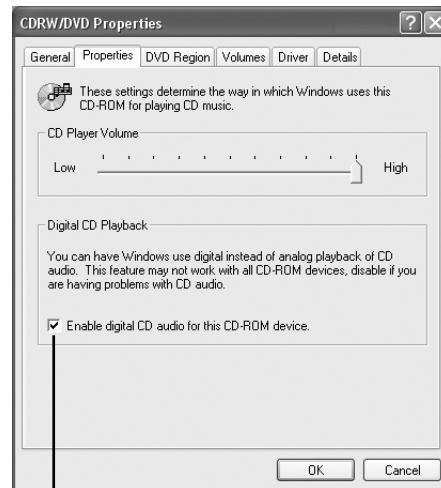 CDRW/DVD Properties
General Properties DVD Region Volumes Driver Details
These settings determine the way in which Windows uses this
CD-ROM for playing CD music.
CD Player Volume
Low High
Digital CD Playback
You can have Windows use digital instead of analog playback of CD
audio. This feature may not work with all CD-ROM devices, disable if you
are having problems with CD audio.
Enable digital CD audio for this CD-ROM device.
OK Cancel